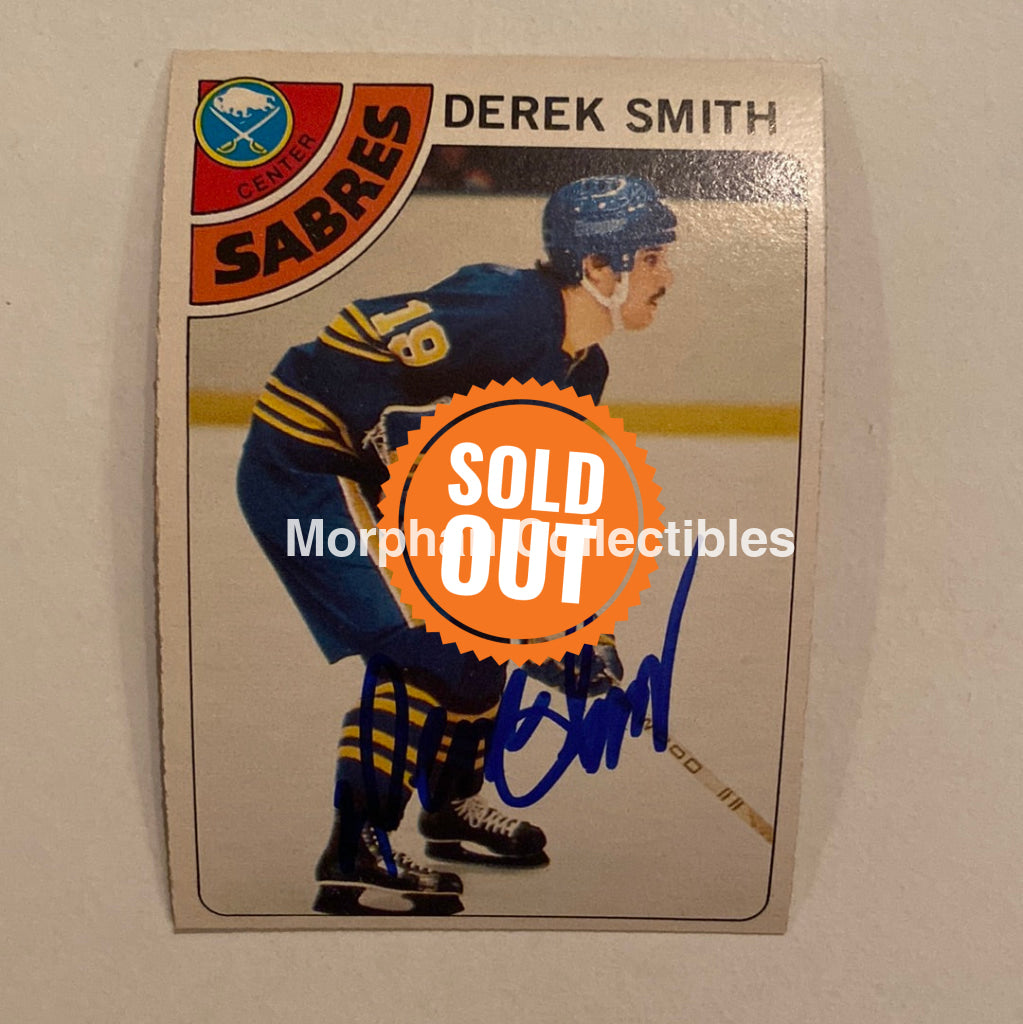 DEREK SMITH
CENTER
SABRES
19
SOLD
OUT
Morphan Collectibles